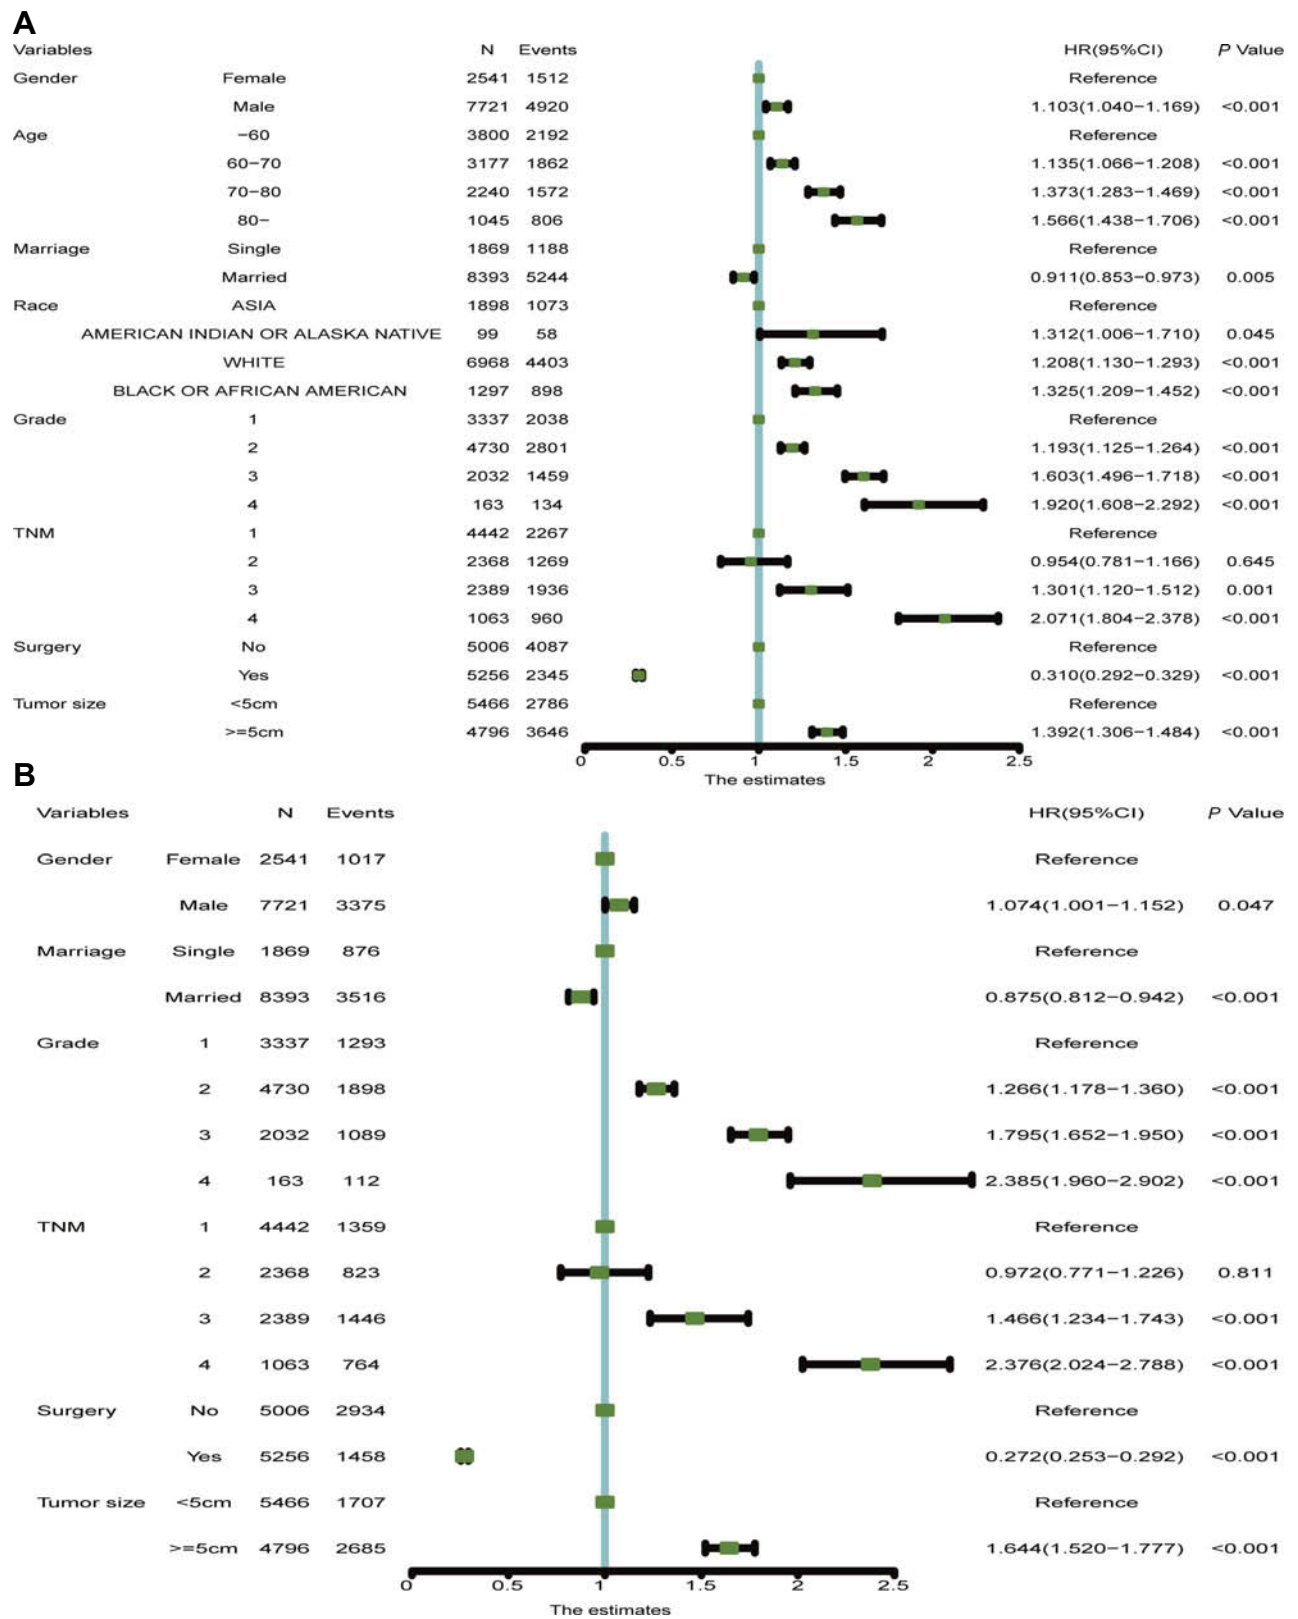 A
Variables N Events HR(95%CI) P Value
Gender Female 2541 1512 Reference
Male 7721 4920 1.103(1.040−1.169) <0.001
Age −60 3800 2192 Reference
60−70 3177 1862 1.135(1.066−1.208) <0.001
70−80 2240 1572 1.373(1.283−1.469) <0.001
80− 1045 806 1.566(1.438−1.706) <0.001
Marriage Single 1869 1188 Reference
Married 8393 5244 0.911(0.853−0.973) 0.005
Race ASIA 1898 1073 Reference
AMERICAN INDIAN OR ALASKA NATIVE 99 58 1.312(1.006−1.710) 0.045
WHITE 6968 4403 1.208(1.130−1.293) <0.001
BLACK OR AFRICAN AMERICAN 1297 898 1.325(1.209−1.452) <0.001
Grade 1 3337 2038 Reference
2 4730 2801 1.193(1.125−1.264) <0.001
3 2032 1459 1.603(1.496−1.718) <0.001
4 163 134 1.920(1.608−2.292) <0.001
TNM 1 4442 2267 Reference
2 2368 1269 0.954(0.781−1.166) 0.645
3 2389 1936 1.301(1.120−1.512) 0.001
4 1063 960 2.071(1.804−2.378) <0.001
Surgery No 5006 4087 Reference
Yes 5256 2345 0.310(0.292−0.329) <0.001
Tumor size <5cm 5466 2786 Reference
>=5cm 4796 3646 1.392(1.306−1.484) <0.001
0 0.5 1 1.5 2 2.5
The estimates
B
Variables N Events HR(95%CI) P Value
Gender Female 2541 1017 Reference
Male 7721 3375 1.074(1.001−1.152) 0.047
Marriage Single 1869 876 Reference
Married 8393 3516 0.875(0.812−0.942) <0.001
Grade 1 3337 1293 Reference
2 4730 1898 1.266(1.178−1.360) <0.001
3 2032 1089 1.795(1.652−1.950) <0.001
4 163 112 2.385(1.960−2.902) <0.001
TNM 1 4442 1359 Reference
2 2368 823 0.972(0.771−1.226) 0.811
3 2389 1446 1.466(1.234−1.743) <0.001
4 1063 764 2.376(2.024−2.788) <0.001
Surgery No 5006 2934 Reference
Yes 5256 1458 0.272(0.253−0.292) <0.001
Tumor size <5cm 5466 1707 Reference
>=5cm 4796 2685 1.644(1.520−1.777) <0.001
0 0.5 1 1.5 2 2.5
The estimates